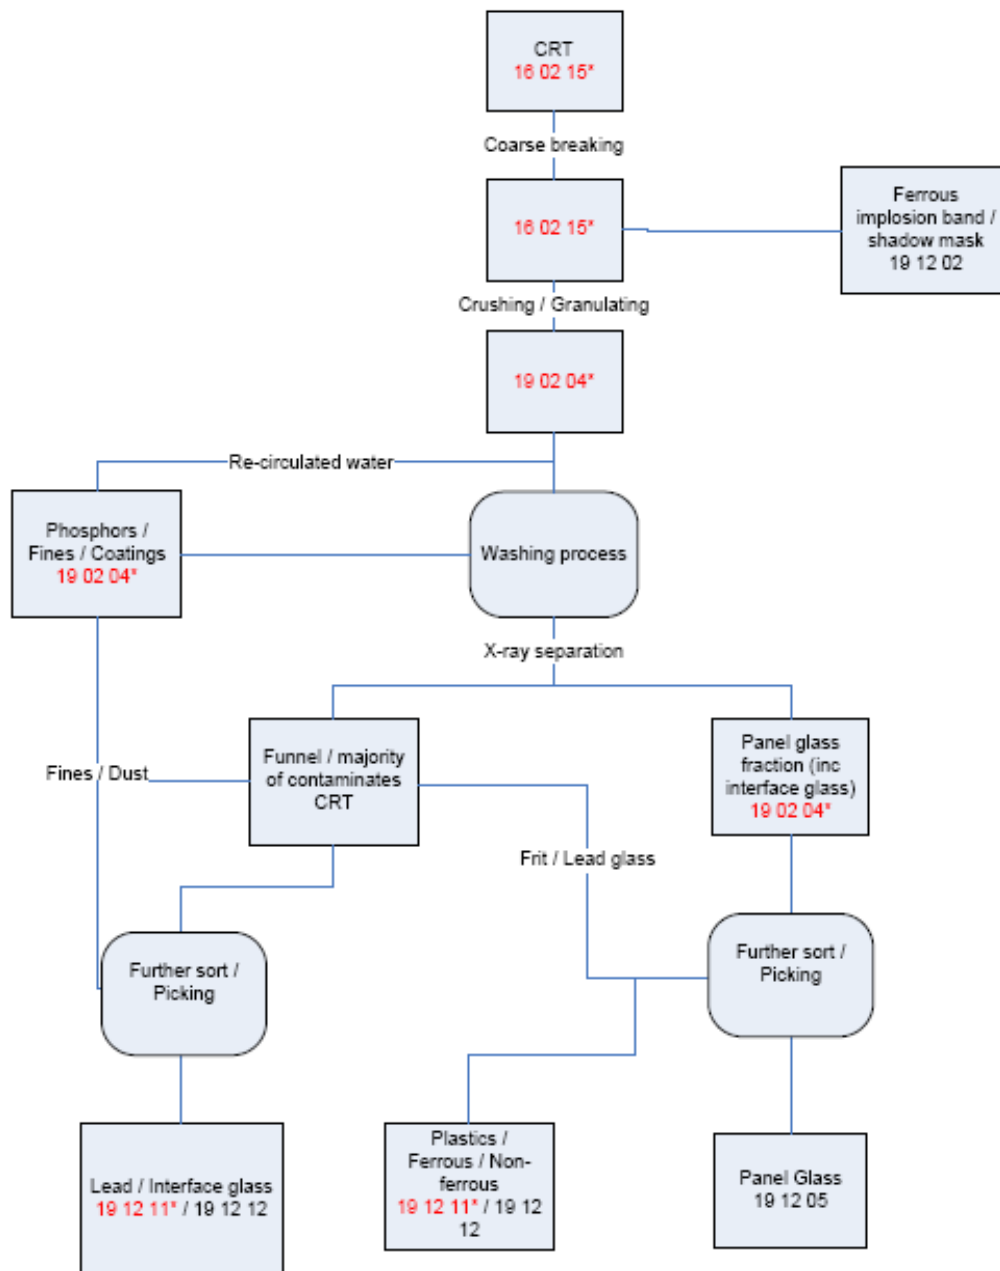 CRT
16 02 15*
Coarse breaking
16 02 15*
Ferrous
implosion band /
shadow mask
19 12 02
Crushing / Granulating
19 02 04*
Re-circulated water
Phosphors /
Fines / Coatings
19 02 04*
Washing process
X-ray separation
Funnel / majority
of contaminates
CRT
Panel glass
fraction (inc
interface glass)
19 02 04*
Fines / Dust
Frit / Lead glass
Further sort /
Picking
Further sort /
Picking
Lead / Interface glass
19 12 11* / 19 12 12
Plastics /
Ferrous / Non-
ferrous
19 12 11* / 19 12
12
Panel Glass
19 12 05